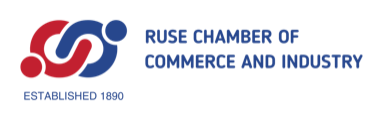 RUSE CHAMBER OF
COMMERCE AND INDUSTRY
ESTABLISHED 1890